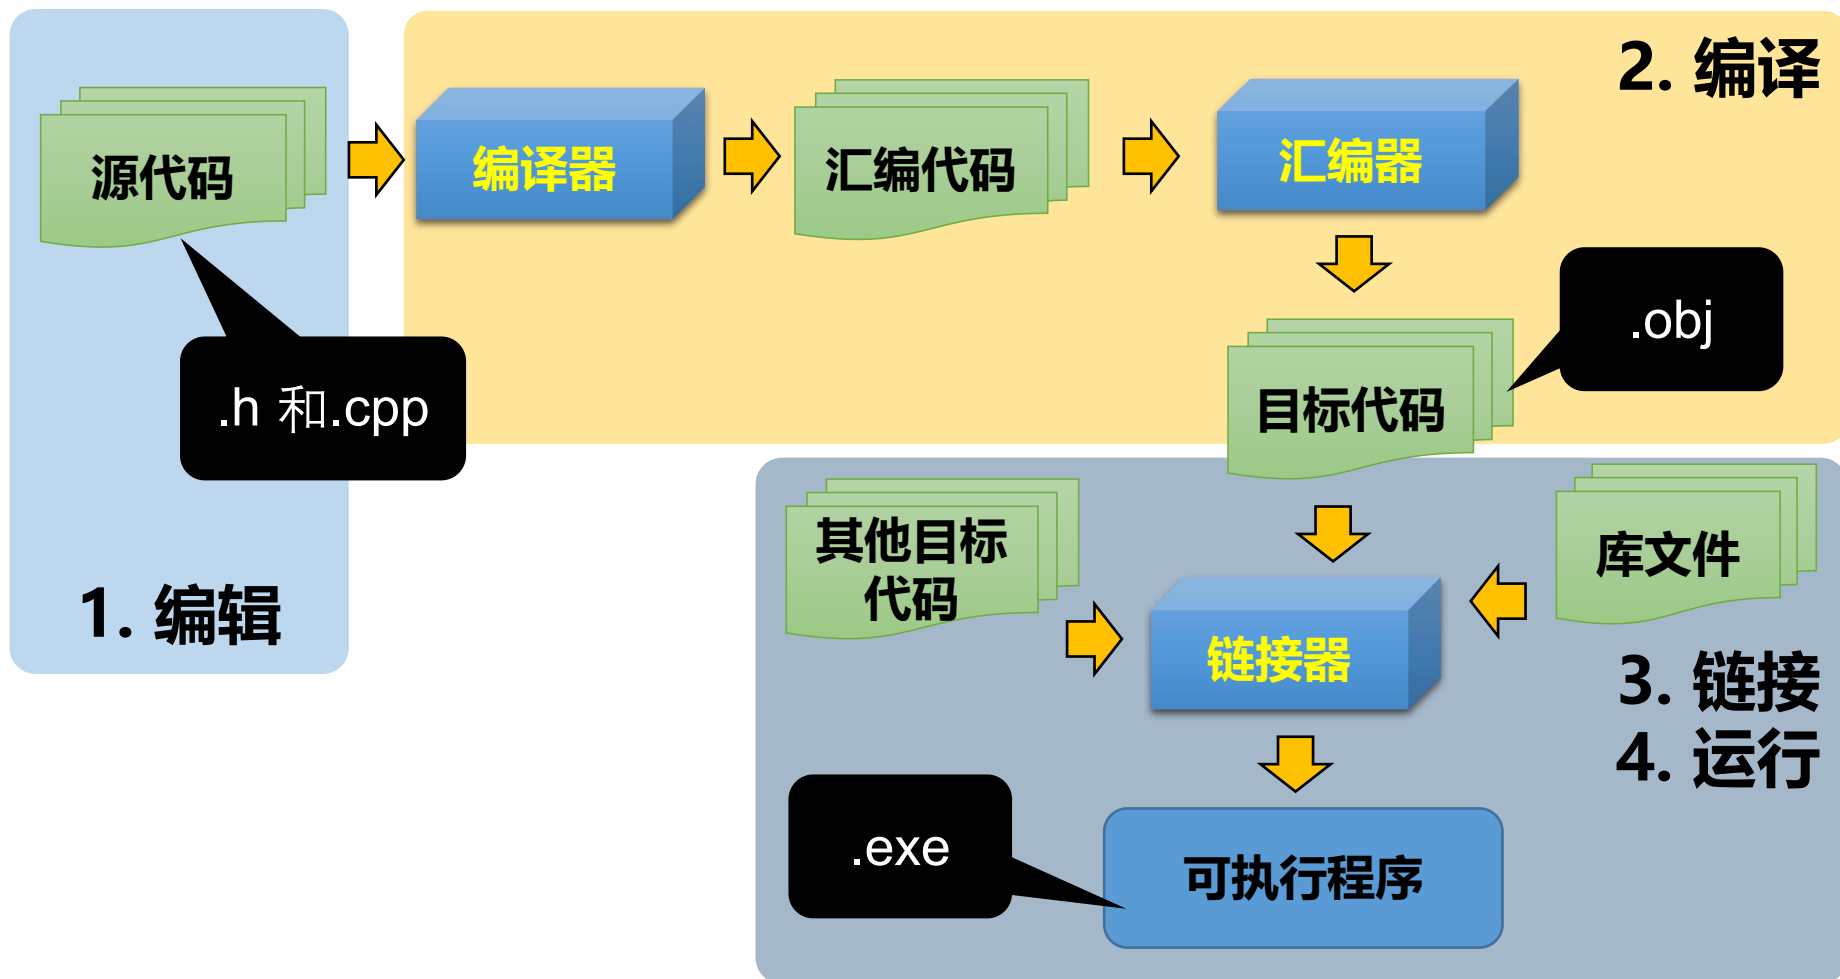 2. 编译
源代码
编译器
汇编代码
汇编器
.h 和.cpp
.obj
目标代码
1. 编辑
其他目标
代码
库文件
链接器
3. 链接
4. 运行
.exe
可执行程序